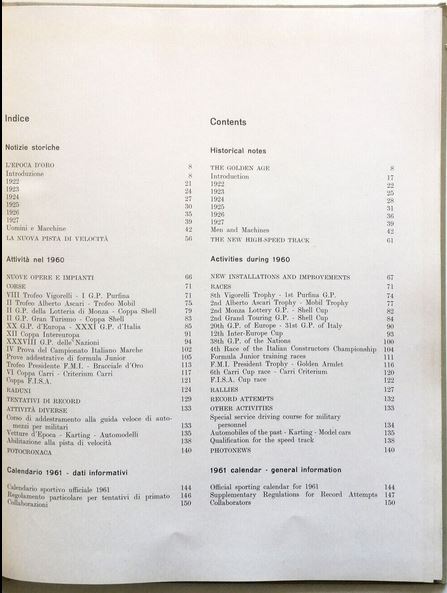 Indice
Notizie storiche
L'EPOCA D'ORO 8
Introduzione 8
1922 21
1923 24
1924 27
1925 30
1926 35
1927 39
Uomini e Macchine 42
LA NUOVA PISTA DI VELOCITÀ 56
Attività nel 1960
NUOVE OPERE E IMPIANTI 66
CORSE 71
VIII Trofeo Vigorelli - I G.P. Purfina 71
II Trofeo Alberto Ascari - Trofeo Mobil 75
II G.P. della Lotteria di Monza - Coppa Shell 79
II G.P. Gran Turismo - Coppa Shell 83
XX G.P. d'Europa - XXXI G.P. d'Italia 85
XII Coppa Intereuropa 91
XXXVIII G.P. delle Nazioni 94
IV Prova del Campionato Italiano Marche 102
Prove addestrative di formula Junior 105
Trofeo Presidente F.M.I. - Bracciale d'Oro 113
VI Coppa Carri - Criterium Carri 117
Coppa F.I.S.A. 121
RADUNI 124
TENTATIVI DI RECORD 129
ATTIVITÀ DIVERSE 133
Corso di addestramento alla guida veloce di auto-
mezzi per militari 133
Vetture d'Epoca - Karting - Automodelli 135
Abilitazione alla pista di velocità 138
FOTOCRONACA 140
Calendario 1961 - dati informativi
Calendario sportivo ufficiale 1961 144
Regolamento particolare per tentativi di primato 146
Collaborazioni 150
Contents
Historical notes
THE GOLDEN AGE 8
Introduction 17
1922 22
1923 25
1924 28
1925 31
1926 36
1927 39
Men and Machines 42
THE NEW HIGH-SPEED TRACK 61
Activities during 1960
NEW INSTALLATIONS AND IMPROVEMENTS 67
RACES 71
8th Vigorelli Trophy - 1st Purfina G.P. 74
2nd Alberto Ascari Trophy - Mobil Trophy 77
2nd Monza Lottery G.P. - Shell Cup 82
2nd Grand Touring G.P. - Shell Cup 84
20th G.P. of Europe - 31st G.P. of Italy 90
12th Inter-Europe Cup 93
38th G.P. of the Nations 100
4th Race of the Italian Constructors Championship 104
Formula Junior training races 111
F.M.I. President Trophy - Golden Armlet 116
6th Carri Cup race - Carri Criterium 120
F.I.S.A. Cup race 122
RALLIES 127
RECORD ATTEMPTS 132
OTHER ACTIVITIES 133
Special service driving course for military
personnel 134
Automobiles of the past - Karting - Model cars 135
Qualification for the speed track 138
PHOTONEWS 140
1961 calendar - general information
Official sporting calendar for 1961 144
Supplementary Regulations for Record Attempts 147
Collaborators 150